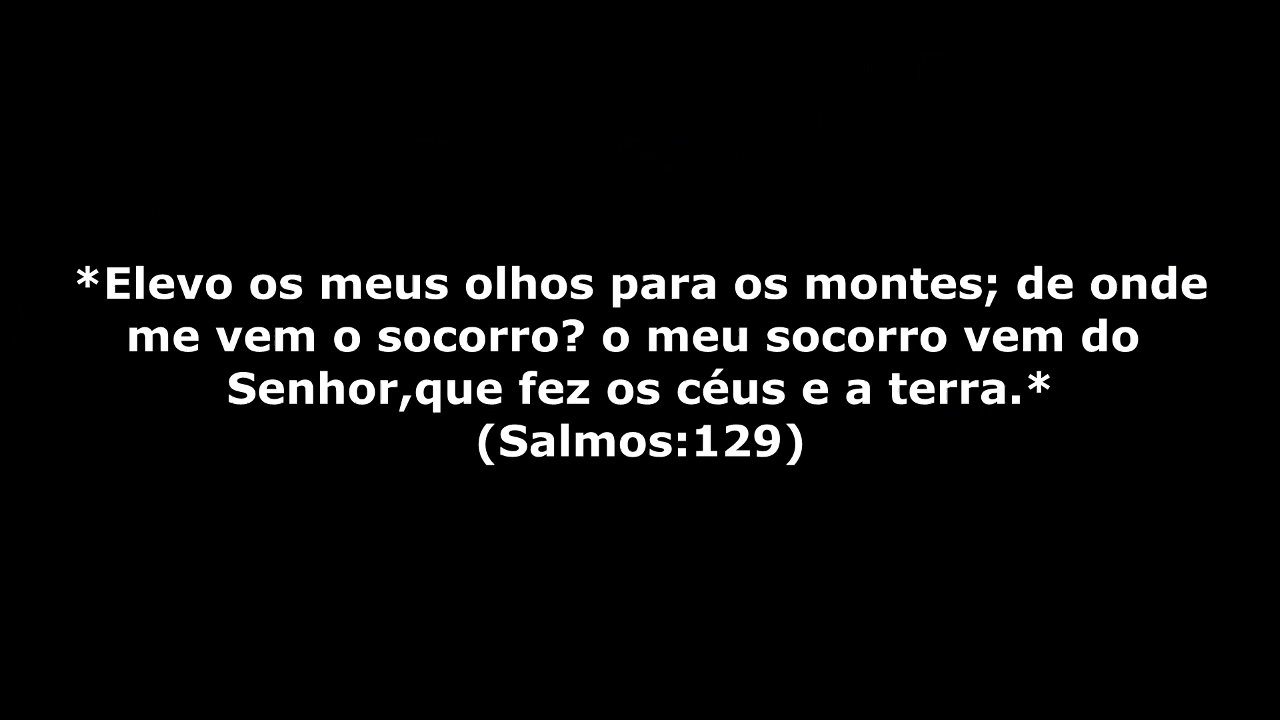 *Elevo os meus olhos para os montes; de onde
me vem o socorro? o meu socorro vem do
Senhor,que fez os céus e a terra.*
(Salmos:129)